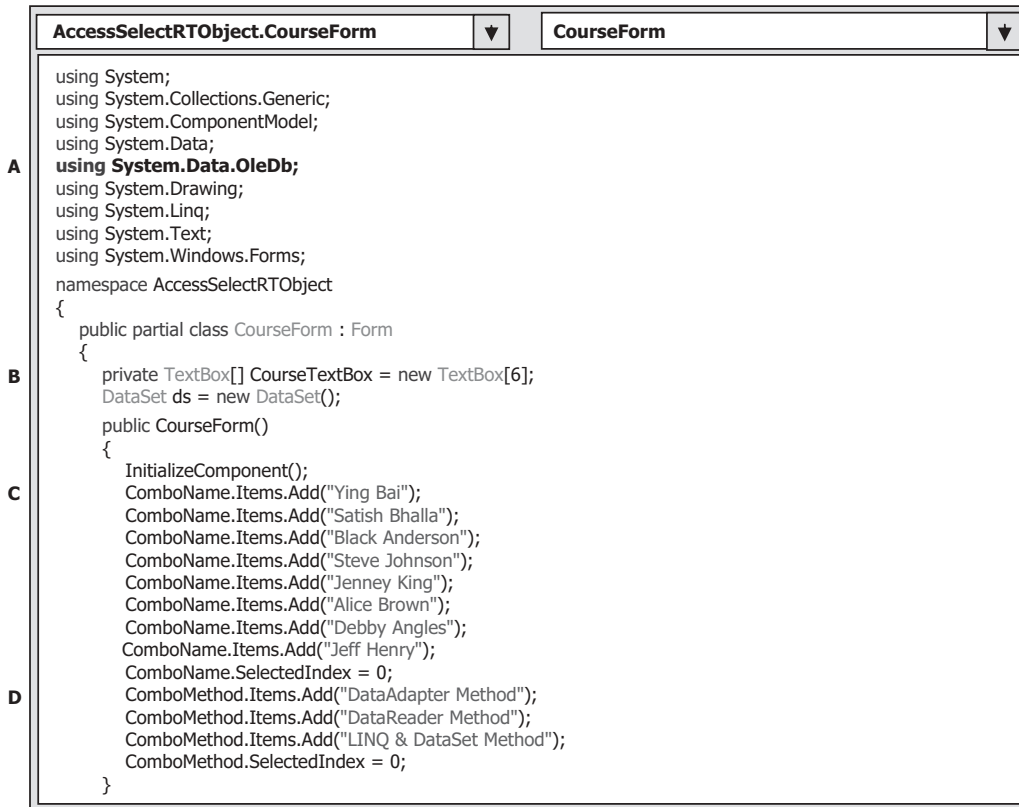 AccessSelectRTObject.CourseForm CourseForm
using System;
using System.Collections.Generic;
using System.ComponentModel;
using System.Data;
A using System.Data.OleDb;
using System.Drawing;
using System.Linq;
using System.Text;
using System.Windows.Forms;
namespace AccessSelectRTObject
{
public partial class CourseForm : Form
{
B private TextBox[] CourseTextBox = new TextBox[6];
DataSet ds = new DataSet();
public CourseForm()
{
InitializeComponent();
C ComboName.Items.Add("Ying Bai");
ComboName.Items.Add("Satish Bhalla");
ComboName.Items.Add("Black Anderson");
ComboName.Items.Add("Steve Johnson");
ComboName.Items.Add("Jenney King");
ComboName.Items.Add("Alice Brown");
ComboName.Items.Add("Debby Angles");
ComboName.Items.Add("Jeff Henry");
ComboName.SelectedIndex = 0;
D ComboMethod.Items.Add("DataAdapter Method");
ComboMethod.Items.Add("DataReader Method");
ComboMethod.Items.Add("LINQ & DataSet Method");
ComboMethod.SelectedIndex = 0;
}